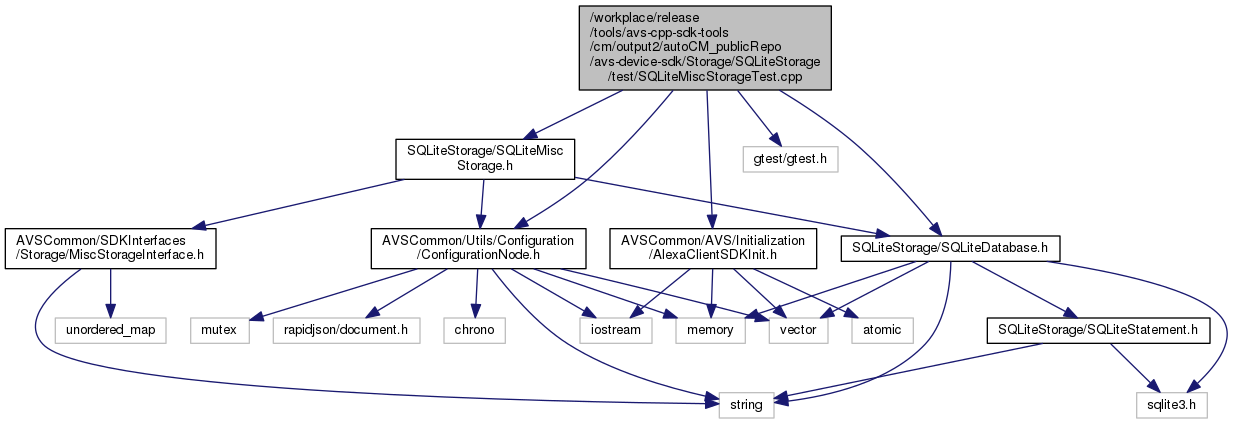 /workplace/release
/tools/avs-cpp-sdk-tools
/cm/output2/autoCM_publicRepo
/avs-device-sdk/Storage/SQLiteStorage
/test/SQLiteMiscStorageTest.cpp
SQLiteStorage/SQLiteMisc
Storage.h
gtest/gtest.h
AVSCommon/SDKInterfaces
/Storage/MiscStorageInterface.h
AVSCommon/Utils/Configuration
/ConfigurationNode.h
AVSCommon/AVS/Initialization
/AlexaClientSDKInit.h
SQLiteStorage/SQLiteDatabase.h
unordered_map
mutex
rapidjson/document.h
chrono
iostream
memory
vector
atomic
SQLiteStorage/SQLiteStatement.h
string
sqlite3.h